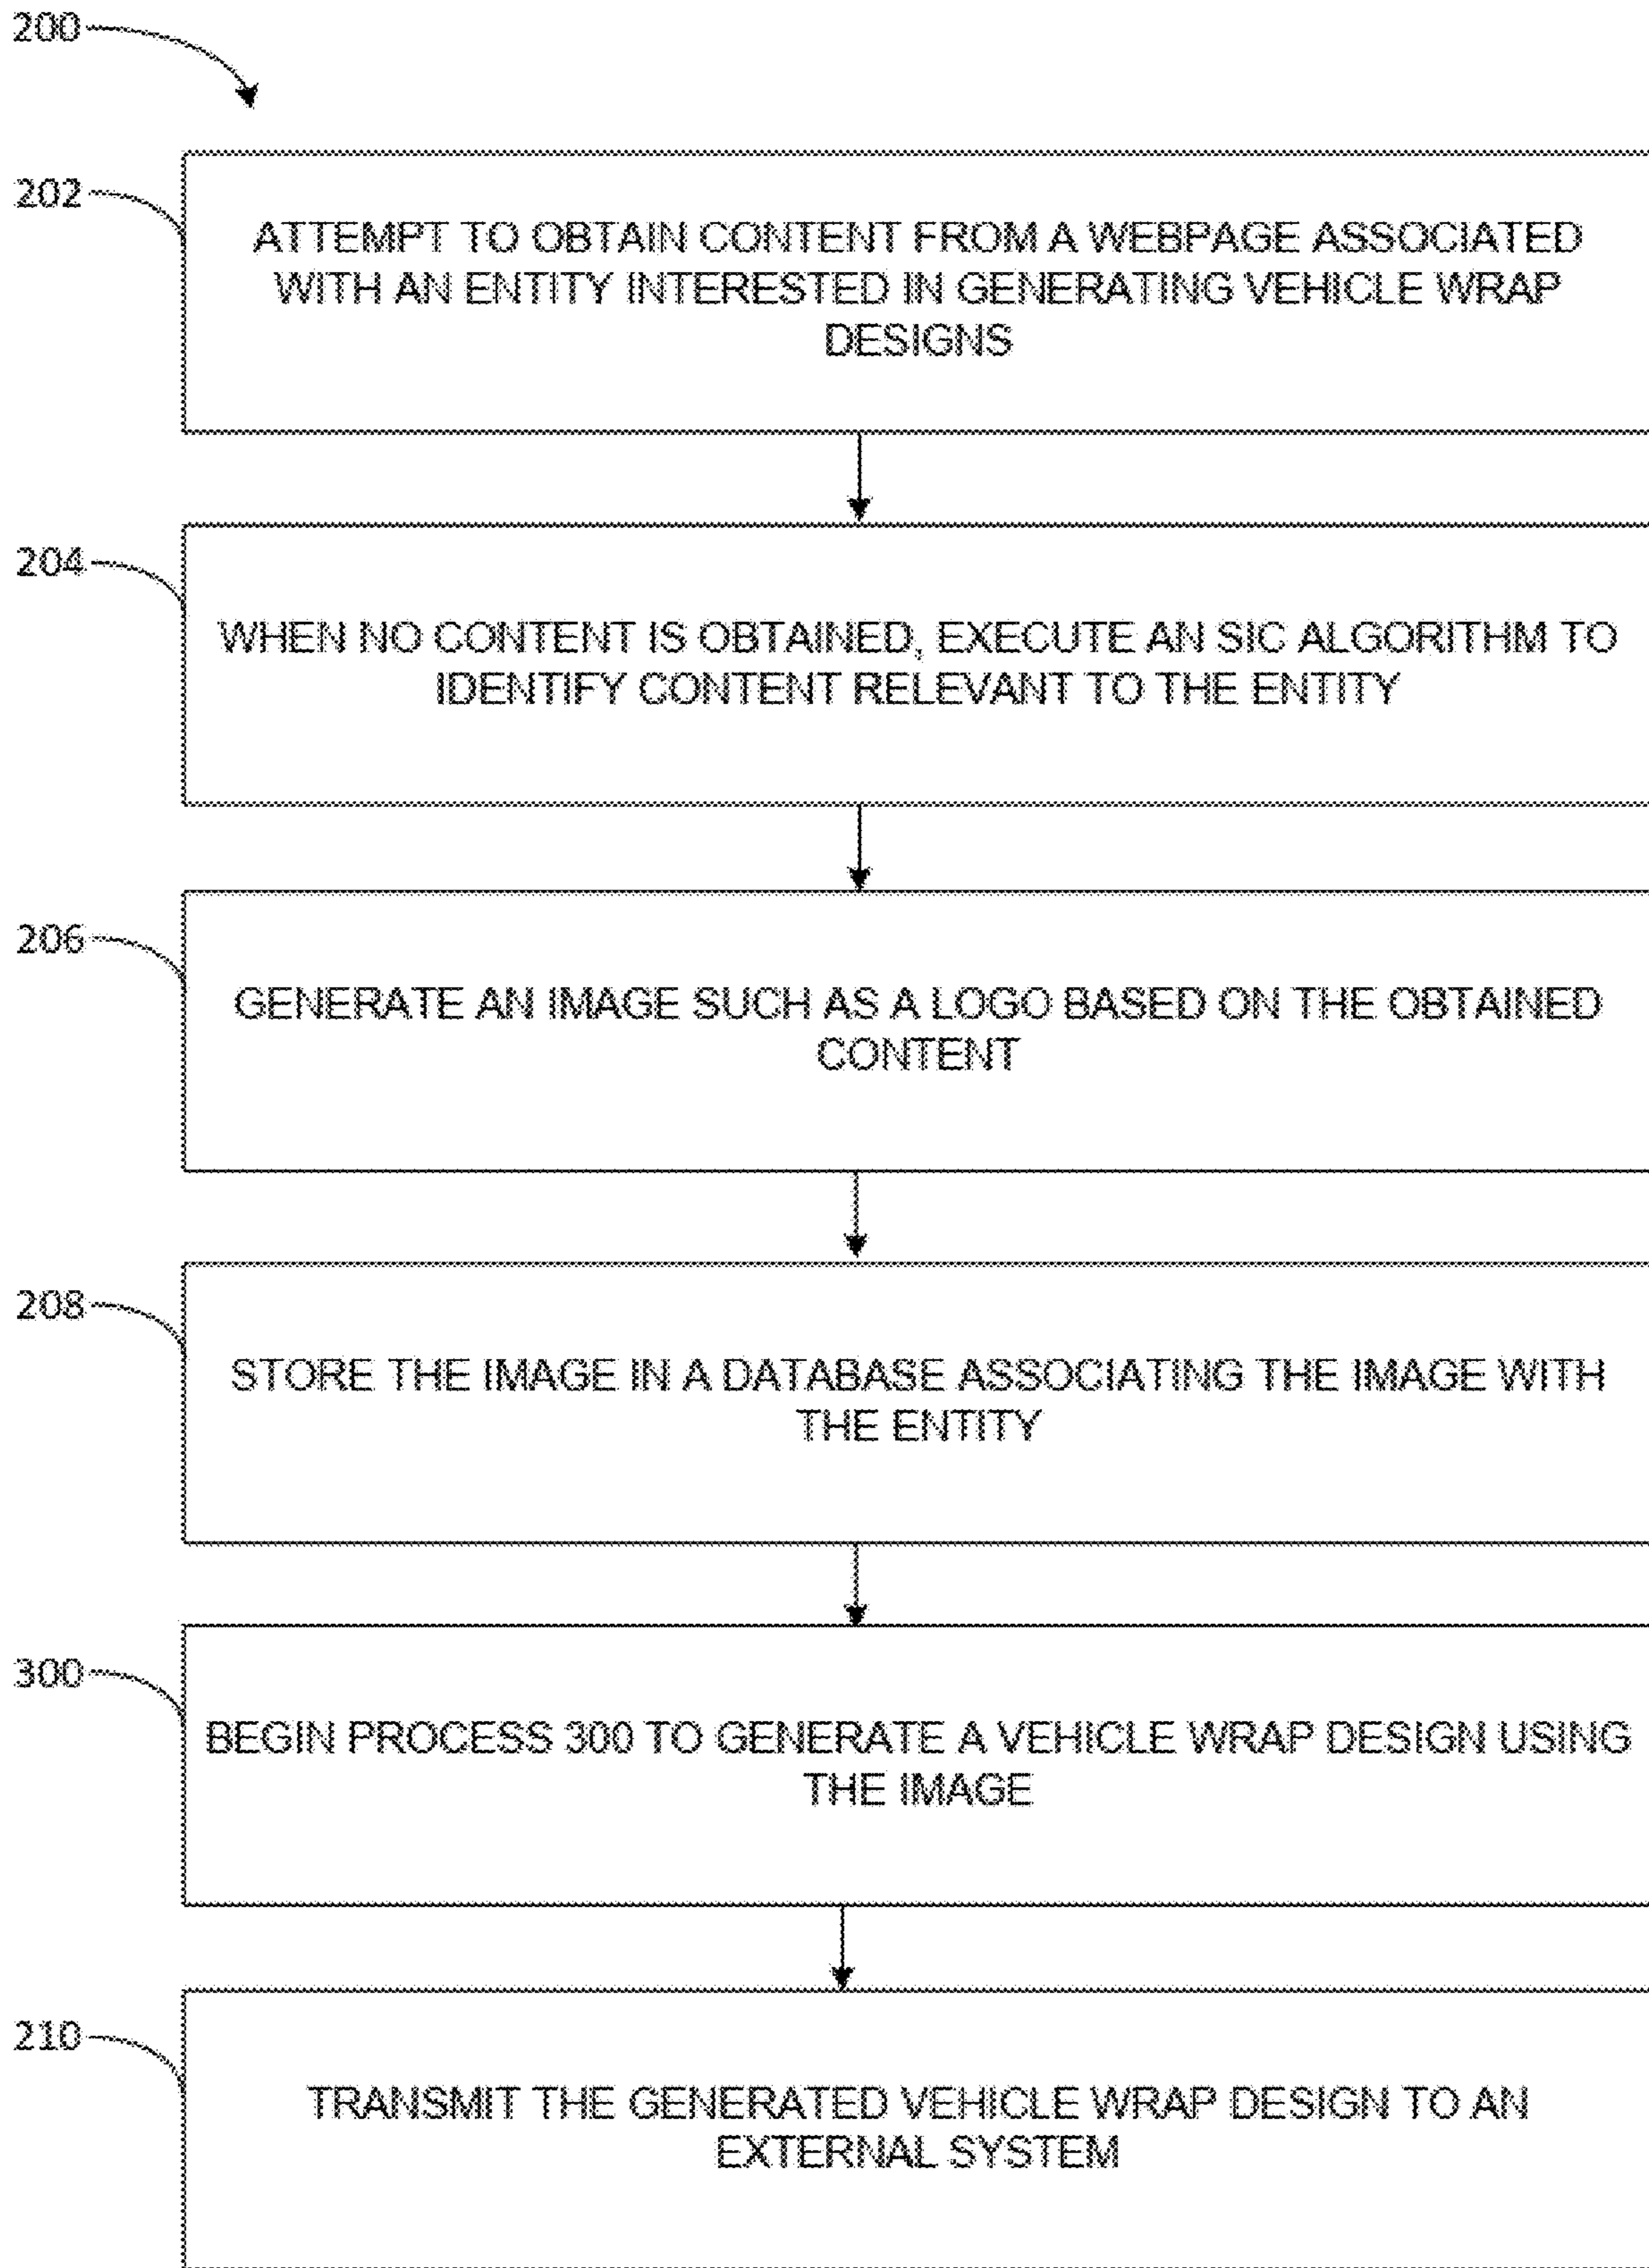 200
202
ATTEMPT TO OBTAIN CONTENT FROM A WEBPAGE ASSOCIATED
WITH AN ENTITY INTERESTED IN GENERATING VEHICLE WRAP
DESIGNS
204
WHEN NO CONTENT IS OBTAINED, EXECUTE AN SIC ALGORITHM TO
IDENTIFY CONTENT RELEVANT TO THE ENTITY
206
GENERATE AN IMAGE SUCH AS A LOGO BASED ON THE OBTAINED
CONTENT
208
STORE THE IMAGE IN A DATABASE ASSOCIATING THE IMAGE WITH
THE ENTITY
300
BEGIN PROCESS 300 TO GENERATE A VEHICLE WRAP DESIGN USING
THE IMAGE
210
TRANSMIT THE GENERATED VEHICLE WRAP DESIGN TO AN
EXTERNAL SYSTEM